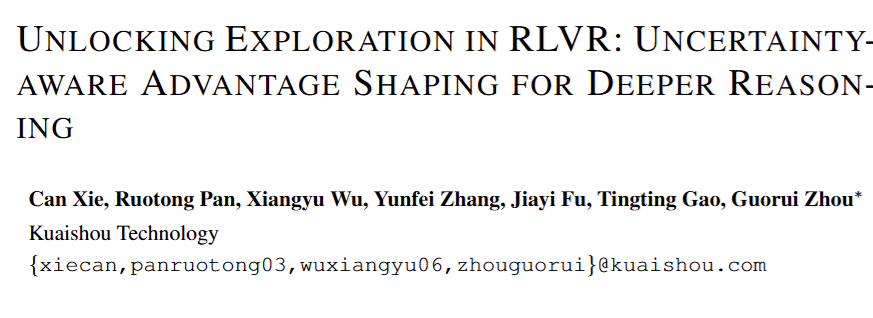 UNLOCKING EXPLORATION IN RLVR: UNCERTAINTY-
AWARE ADVANTAGE SHAPING FOR DEEPER REASON-
ING
Can Xie, Ruotong Pan, Xiangyu Wu, Yunfei Zhang, Jiayi Fu, Tingting Gao, Guorui Zhou*
Kuaishou Technology
{xiecan,panruotong03,wuxiangyu06,zhouguorui}@kuaishou.com